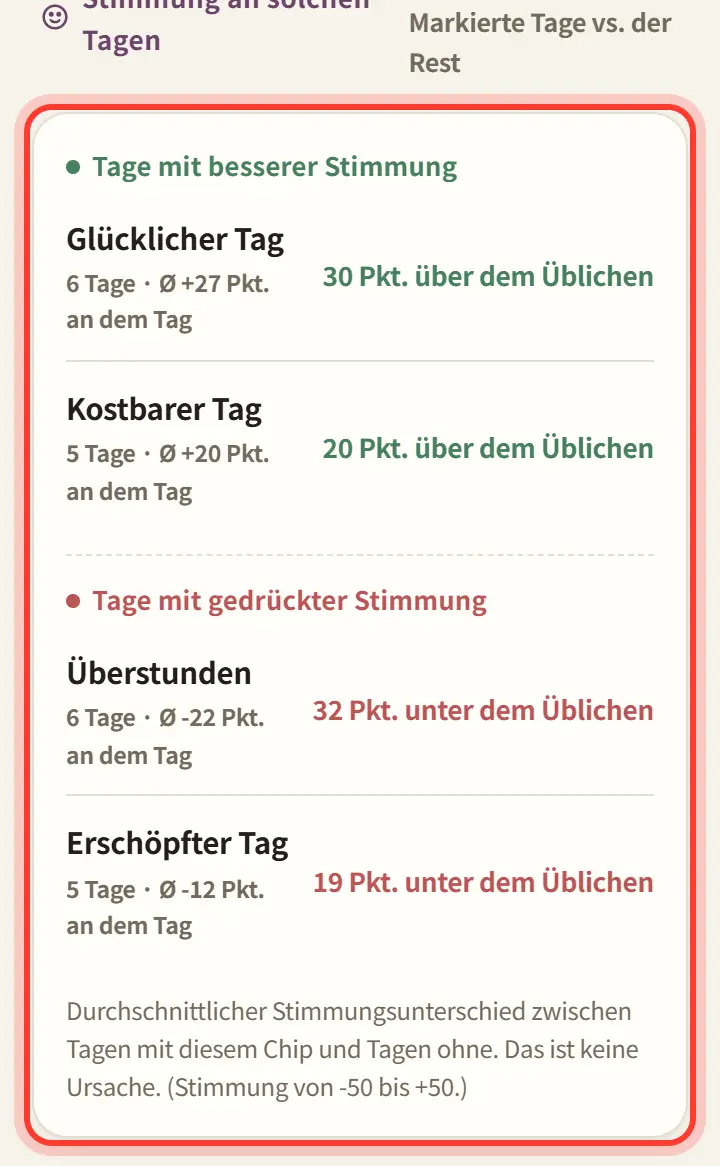 Stimmung an solchen
Tagen
Markierte Tage vs. der
Rest
Tage mit besserer Stimmung
Glücklicher Tag
6 Tage · Ø +27 Pkt.
an dem Tag
30 Pkt. über dem Üblichen
Kostbarer Tag
5 Tage · Ø +20 Pkt.
an dem Tag
20 Pkt. über dem Üblichen
Tage mit gedrückter Stimmung
Überstunden
6 Tage · Ø -22 Pkt.
an dem Tag
32 Pkt. unter dem Üblichen
Erschöpfter Tag
5 Tage · Ø -12 Pkt.
an dem Tag
19 Pkt. unter dem Üblichen
Durchschnittlicher Stimmungsunterschied zwischen
Tagen mit diesem Chip und Tagen ohne. Das ist keine
Ursache. (Stimmung von -50 bis +50.)